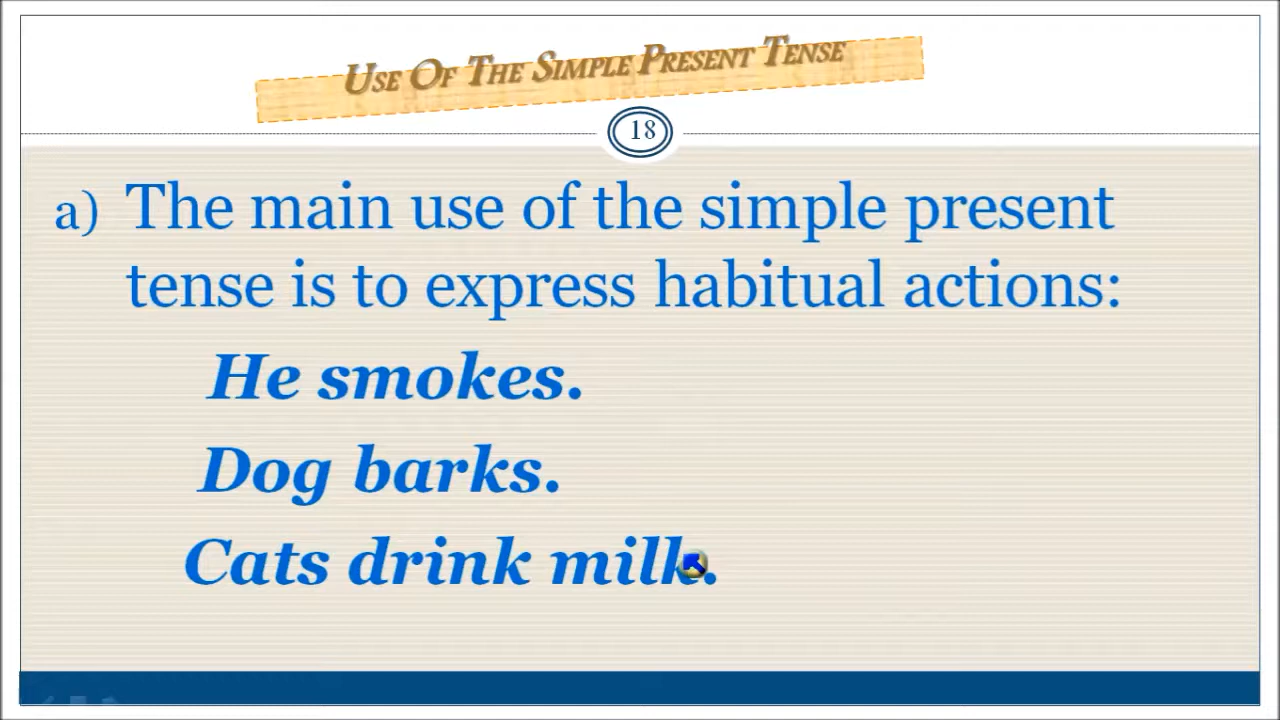 Use Of The Simple Present Tense
18
a) The main use of the simple present
tense is to express habitual actions:
He smokes.
Dog barks.
Cats drink milk.